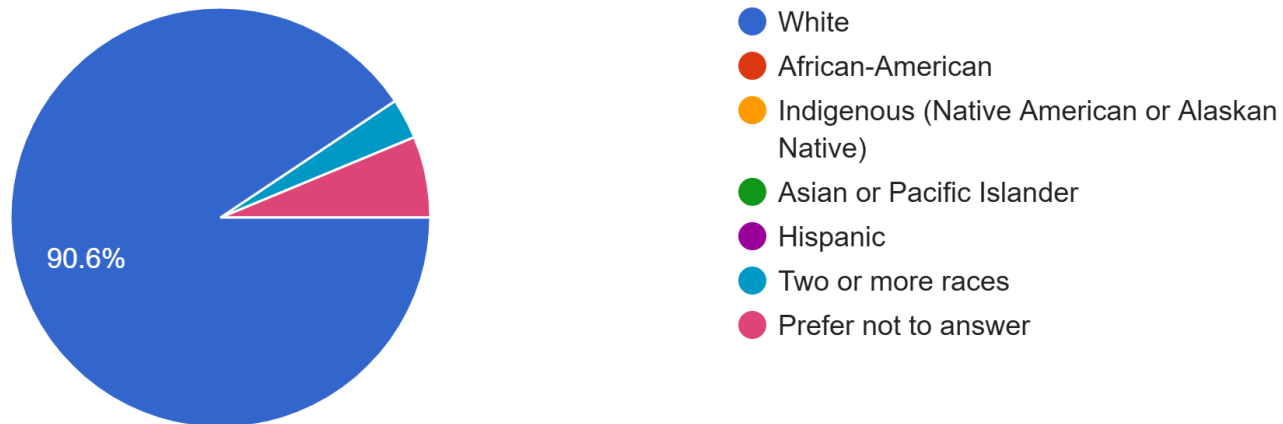 90.6%
White
African-American
Indigenous (Native American or Alaskan
Native)
Asian or Pacific Islander
Hispanic
Two or more races
Prefer not to answer